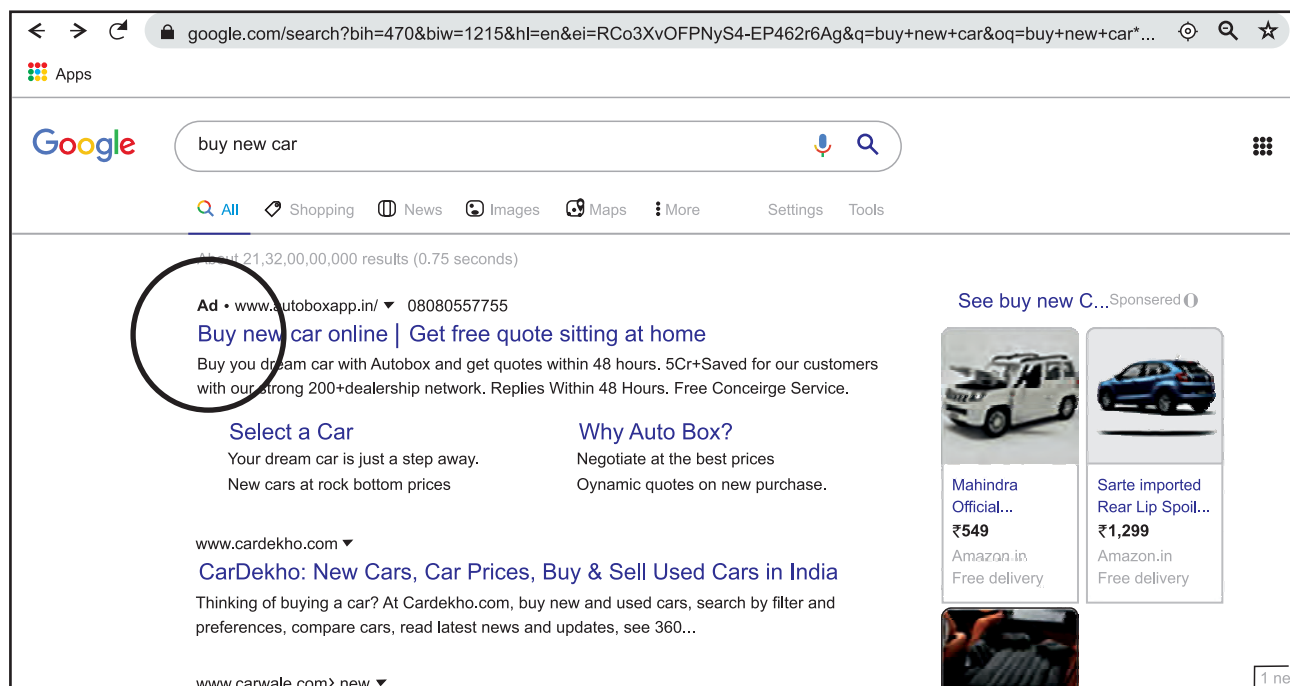 google.com/search?bih=470&biw=1215&hl=en&ei=RCo3XvOFPNyS4-EP462r6Ag&q=buy+new+car&oq=buy+new+car*...
Apps
Google
buy new car
All Shopping News Images Maps More Settings Tools
About 21,32,00,00,000 results (0.75 seconds)
Ad • www.autoboxapp.in/ 08080557755
Buy new car online | Get free quote sitting at home
Buy you dream car with Autobox and get quotes within 48 hours. 5Cr+Saved for our customers
with our strong 200+dealership network. Replies Within 48 Hours. Free Conceirge Service.
Select a Car
Your dream car is just a step away.
New cars at rock bottom prices
Why Auto Box?
Negotiate at the best prices
Oynamic quotes on new purchase.
www.cardekho.com
CarDekho: New Cars, Car Prices, Buy & Sell Used Cars in India
Thinking of buying a car? At Cardekho.com, buy new and used cars, search by filter and
preferences, compare cars, read latest news and updates, see 360...
www.carwale.com› new
See buy new C... Sponsered
Mahindra
Official...
₹549
Amazon.in
Free delivery
Sarte imported
Rear Lip Spoil...
₹1,299
Amazon.in
Free delivery
1 ne